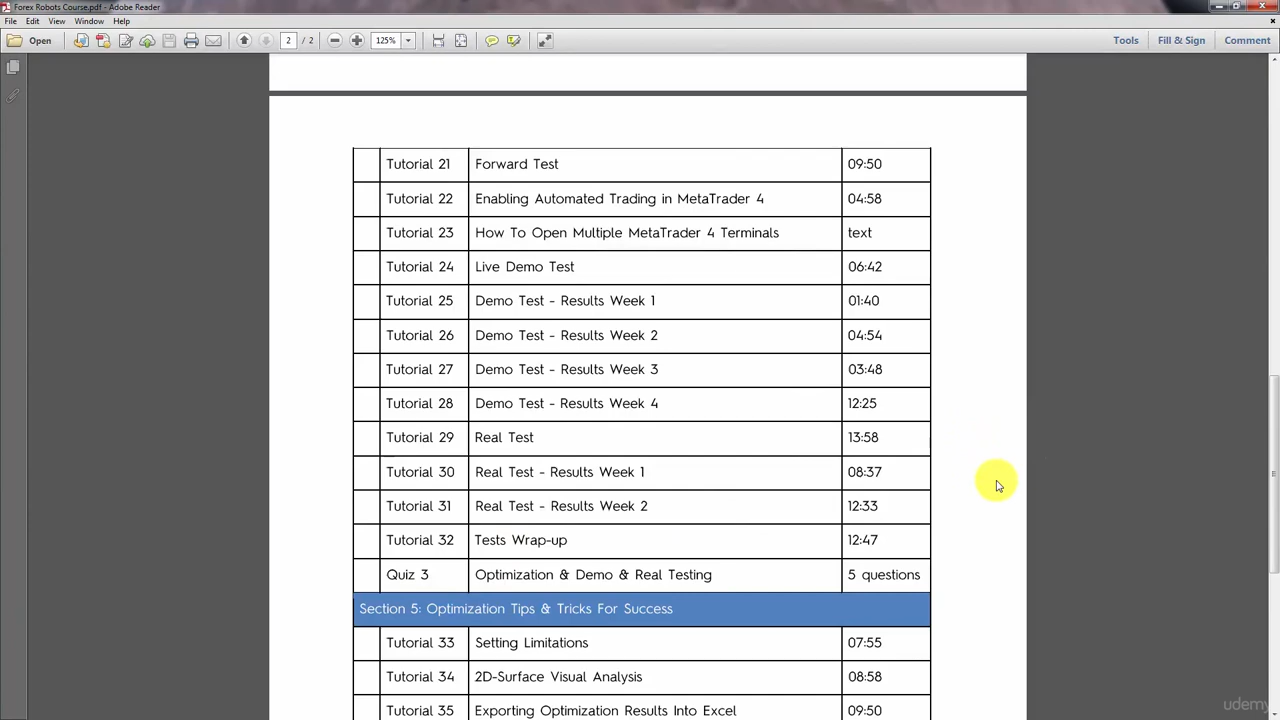 Forex Robots Course.pdf - Adobe Reader
File Edit View Window Help
Open 2 / 2 125% Tools Fill & Sign Comment
Tutorial 21 Forward Test 09:50
Tutorial 22 Enabling Automated Trading in MetaTrader 4 04:58
Tutorial 23 How To Open Multiple MetaTrader 4 Terminals text
Tutorial 24 Live Demo Test 06:42
Tutorial 25 Demo Test - Results Week 1 01:40
Tutorial 26 Demo Test - Results Week 2 04:54
Tutorial 27 Demo Test - Results Week 3 03:48
Tutorial 28 Demo Test - Results Week 4 12:25
Tutorial 29 Real Test 13:58
Tutorial 30 Real Test - Results Week 1 08:37
Tutorial 31 Real Test - Results Week 2 12:33
Tutorial 32 Tests Wrap-up 12:47
Quiz 3 Optimization & Demo & Real Testing 5 questions
Section 5: Optimization Tips & Tricks For Success
Tutorial 33 Setting Limitations 07:55
Tutorial 34 2D-Surface Visual Analysis 08:58
Tutorial 35 Exporting Optimization Results Into Excel 09:50
udemy